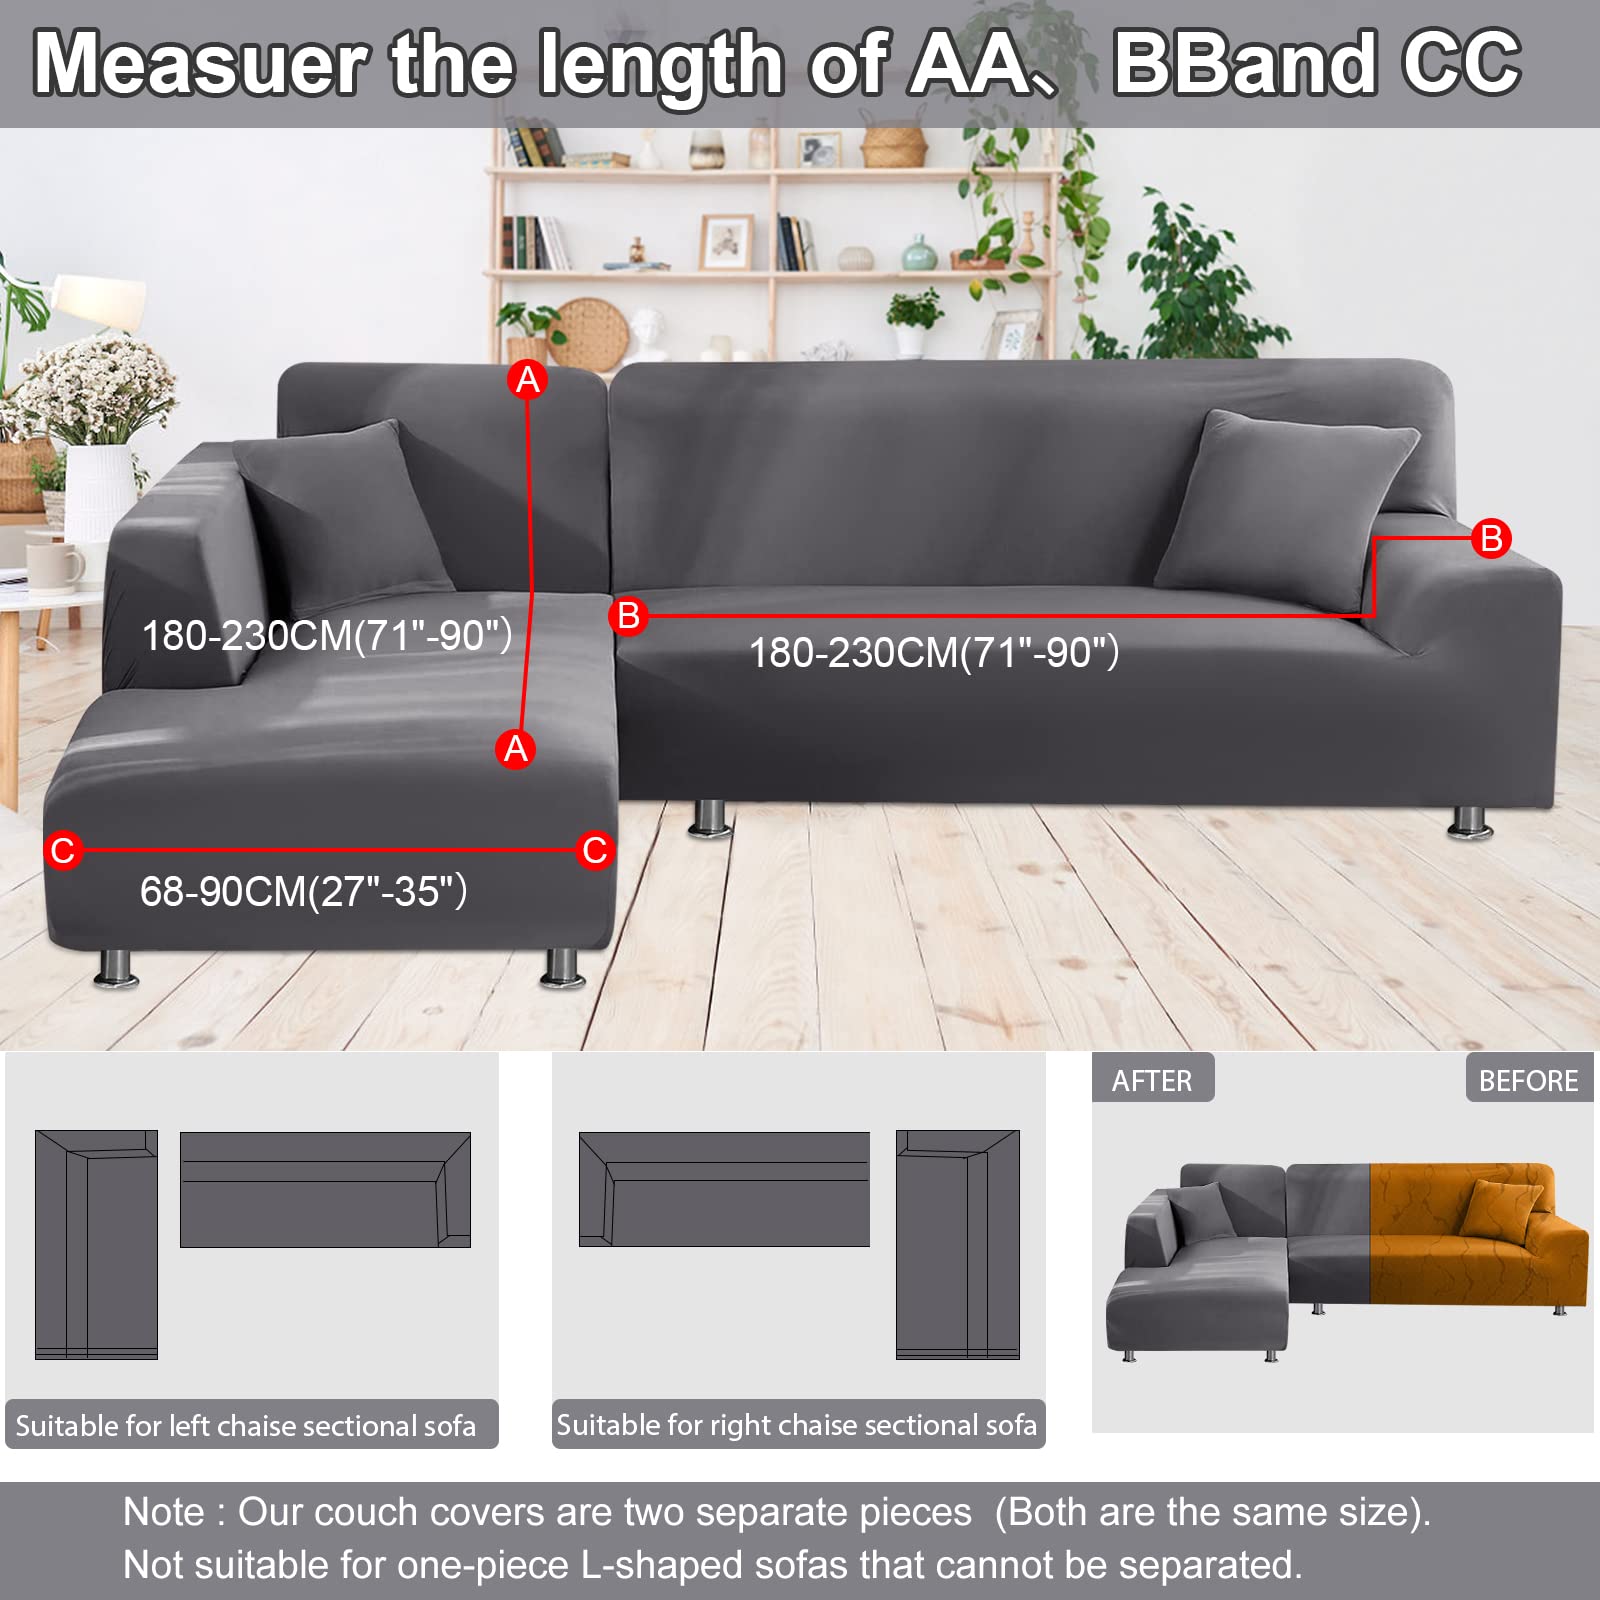 Measuer the length of AA、BBand CC
A
B
B
180-230CM(71"-90")
180-230CM(71"-90")
A
C
C
68-90CM(27"-35")
AFTER
BEFORE
Suitable for left chaise sectional sofa
Suitable for right chaise sectional sofa
Note : Our couch covers are two separate pieces (Both are the same size).
Not suitable for one-piece L-shaped sofas that cannot be separated.